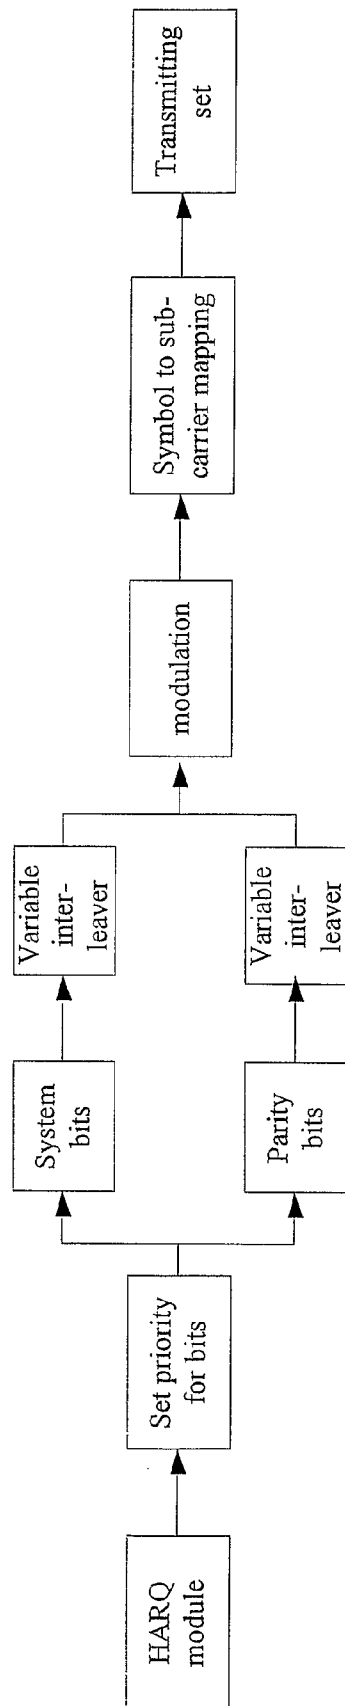 HARQ
module
Set priority
for bits
System
bits
Variable
inter-
leaver
Parity
bits
Variable
inter-
leaver
modulation
Symbol to sub-
carrier mapping
Transmitting
set